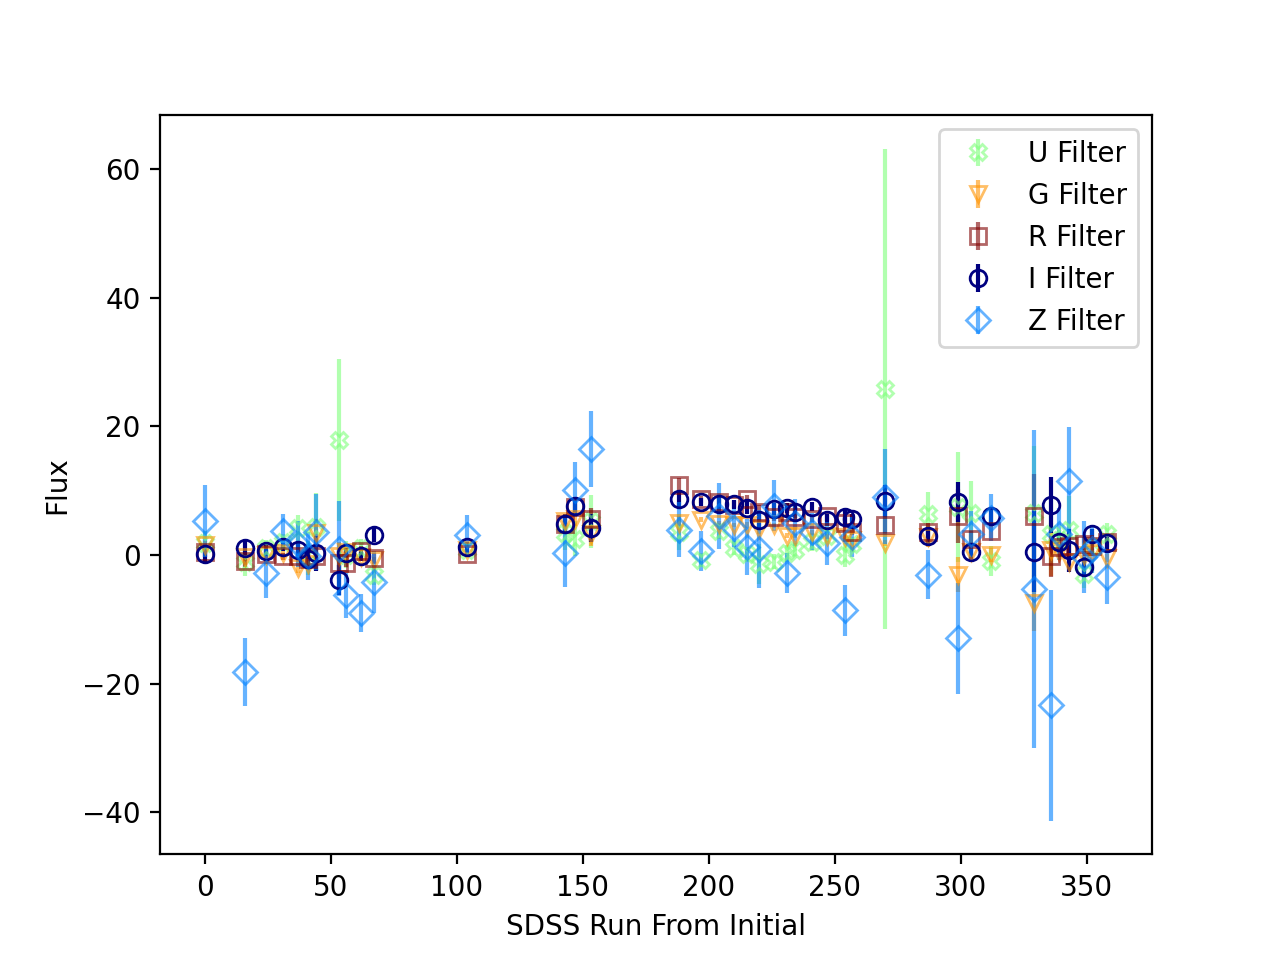 U Filter
G Filter
R Filter
I Filter
Z Filter
60
40
20
0
−20
−40
Flux
0 50 100 150 200 250 300 350
SDSS Run From Initial